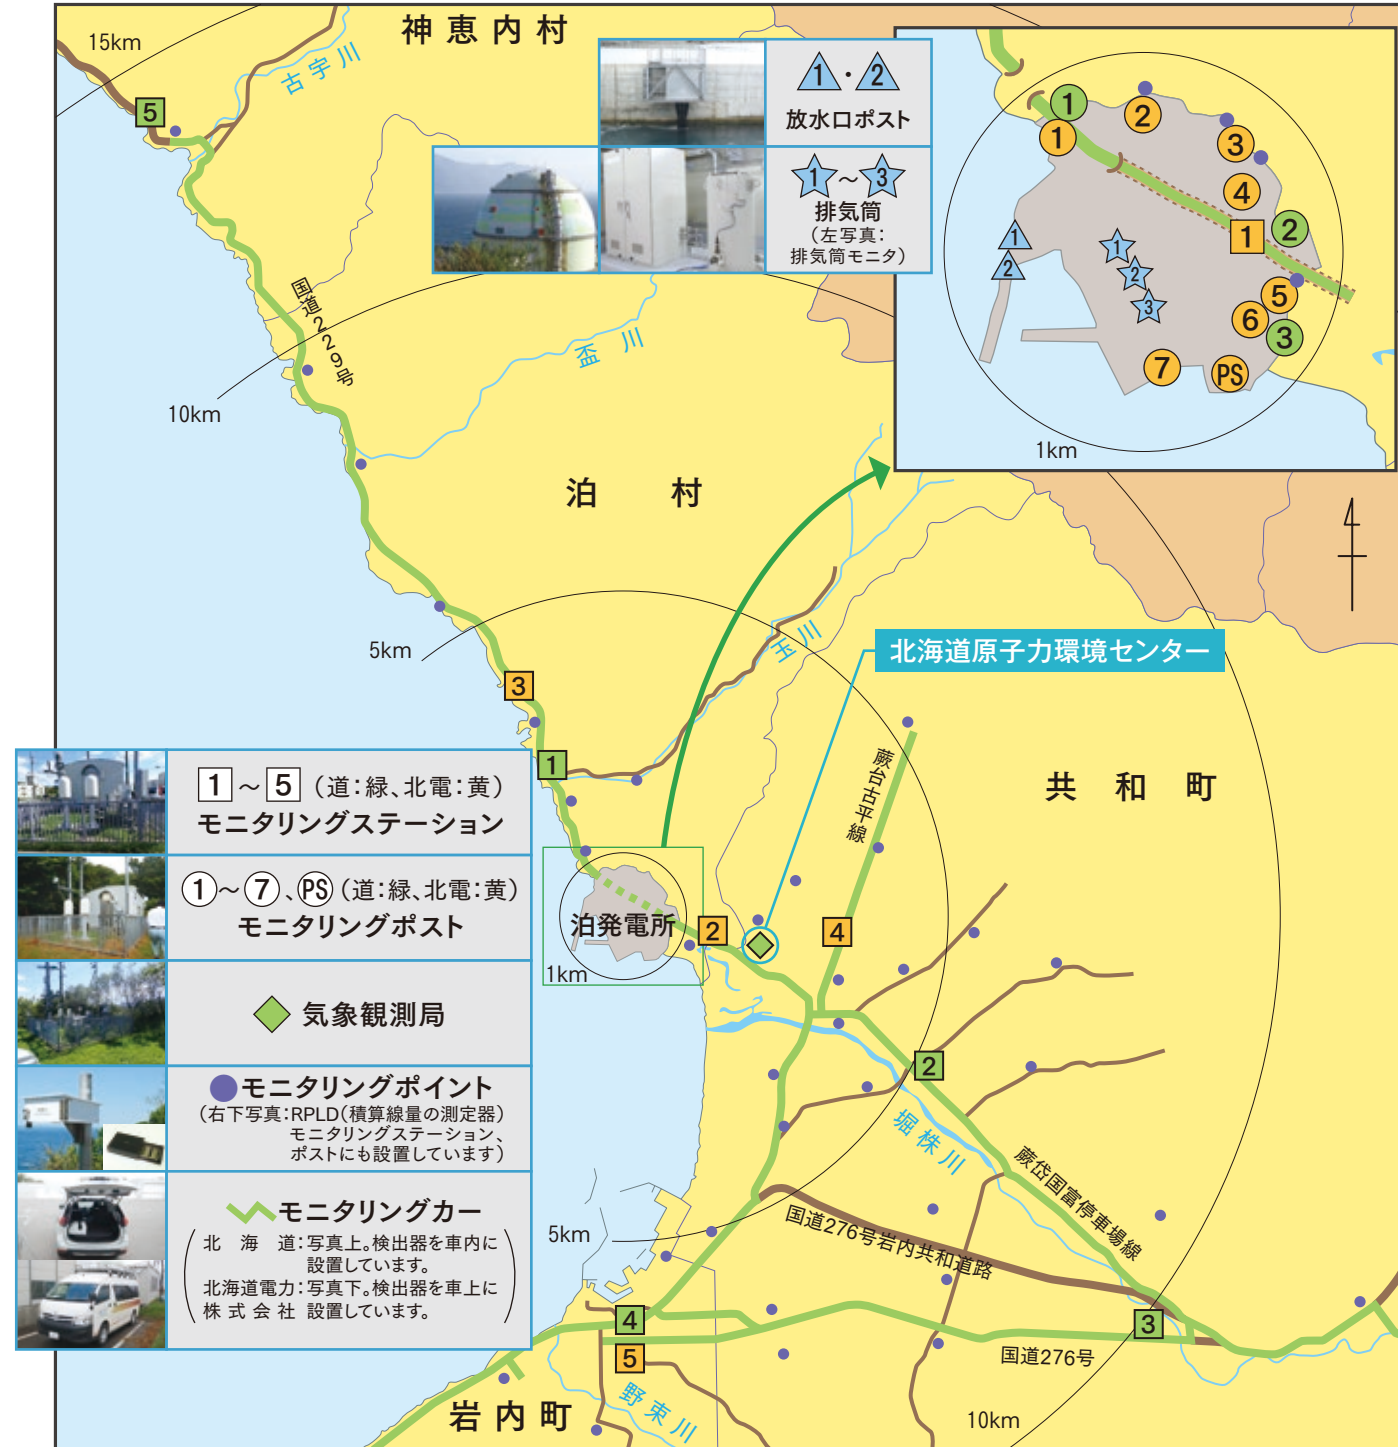 神恵内村
15km
古宇川
5
1・2
放水口ポスト
1～3
排気筒
(左写真:
排気筒モニタ)
1
1
2
3
4
1
2
1
2
1
2
3
5
6
3
7
PS
1km
国道229号
盃川
10km
泊村
5km
玉川
北海道原子力環境センター
3
1
蕨台古平線
共和町
1～5 (道:緑、北電:黄)
モニタリングステーション
①～⑦、PS (道:緑、北電:黄)
モニタリングポスト
気象観測局
モニタリングポイント
(右下写真:RPLD(積算線量の測定器)
モニタリングステーション、
ポストにも設置しています)
モニタリングカー
北海道:写真上。検出器を車内に
設置しています。
北海道電力:写真下。検出器を車上に
株式会社 設置しています。
泊発電所
1km
2
4
2
堀株川
蕨岱国富停車場線
国道276号岩内共和道路
5km
4
5
3
国道276号
岩内町
野束川
10km